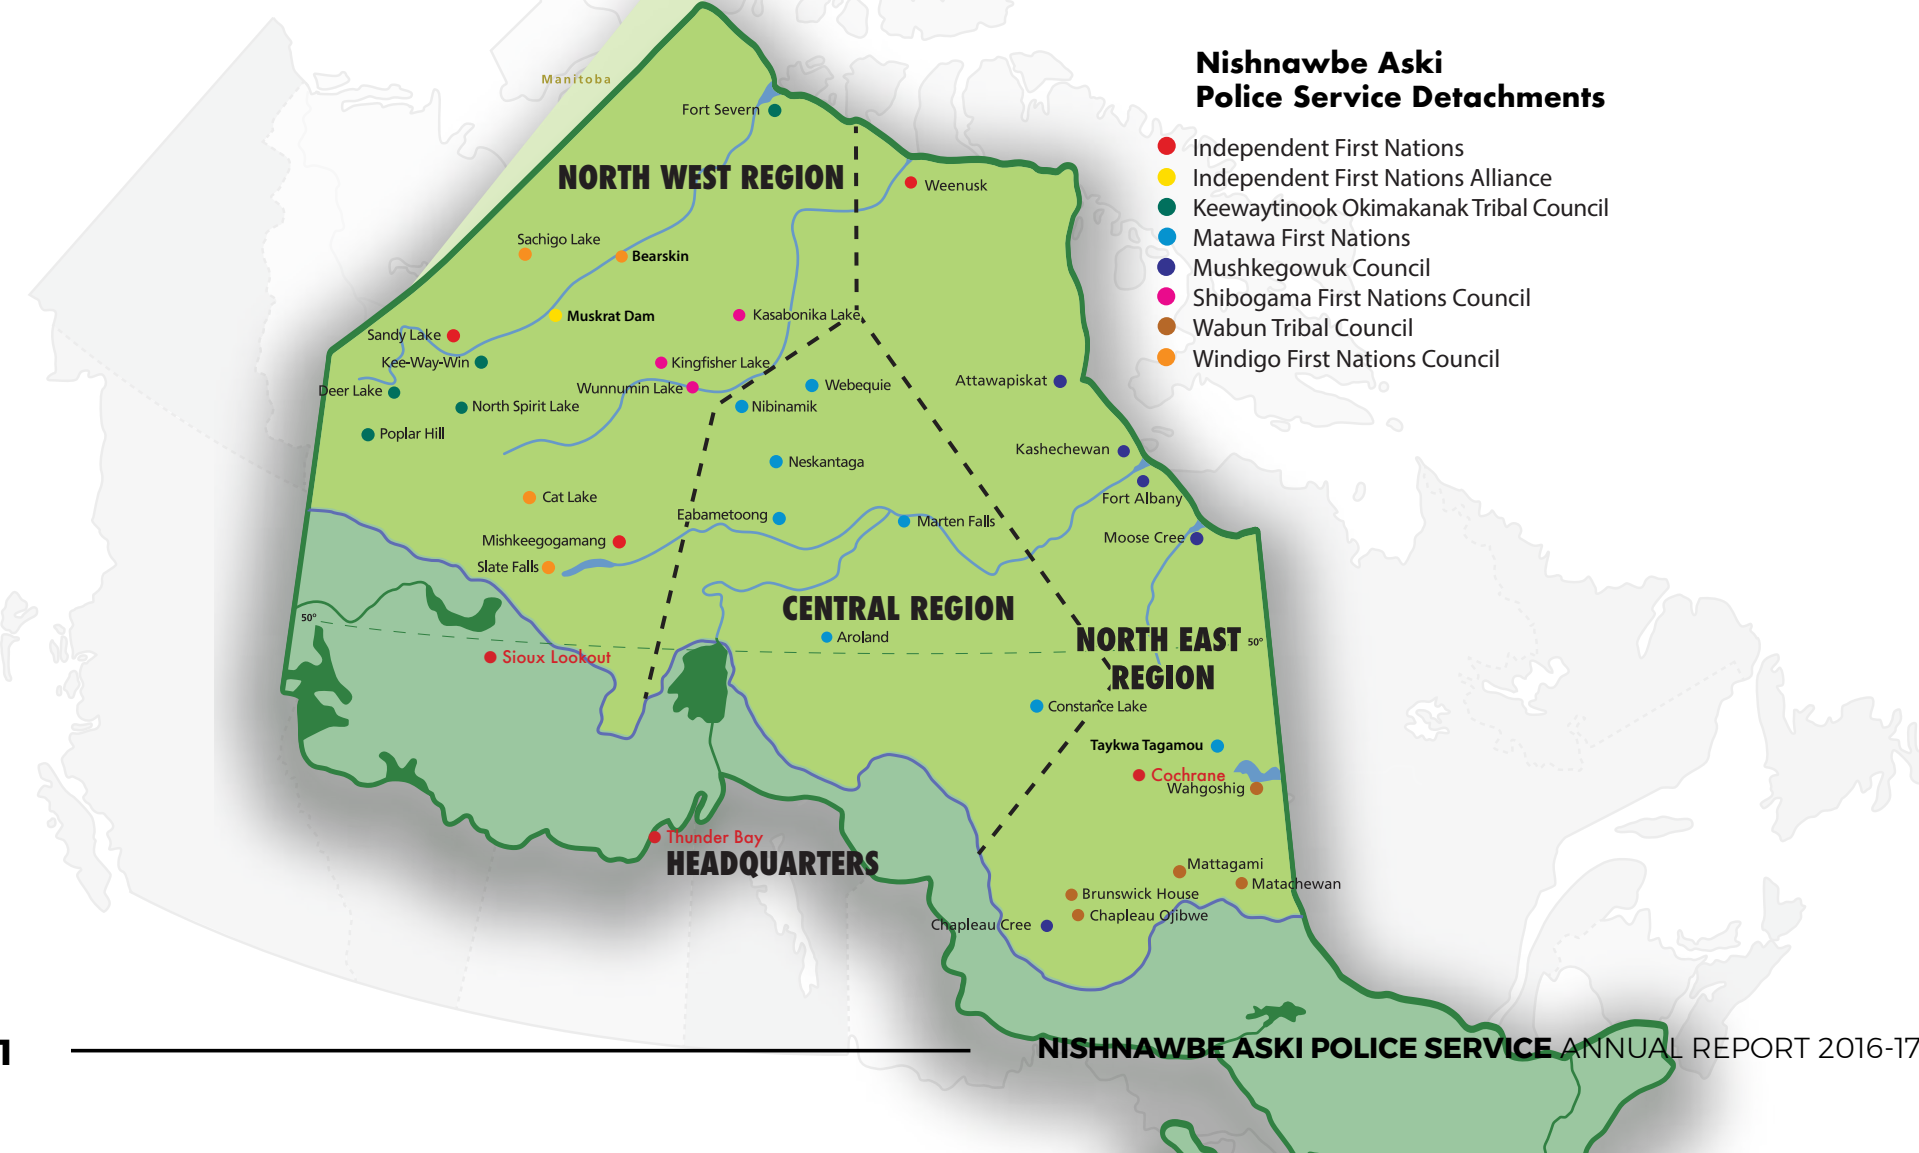 Manitoba
Fort Severn
NORTH WEST REGION
Weenusk
Sachigo Lake
Bearskin
Muskrat Dam
Kasabonika Lake
Sandy Lake
Kee-Way-Win
Kingfisher Lake
Deer Lake
Wunnumin Lake
Webequie
Attawapiskat
North Spirit Lake
Nibinamik
Poplar Hill
Kashechewan
Neskantaga
Cat Lake
Fort Albany
Eabametoong
Marten Falls
Mishkeegogamang
Moose Cree
Slate Falls
CENTRAL REGION
50º
Aroland
NORTH EAST
REGION
50º
Sioux Lookout
Constance Lake
Taykwa Tagamou
Cochrane
Wahgoshig
Thunder Bay
HEADQUARTERS
Mattagami
Matachewan
Brunswick House
Chapleau Ojibwe
Chapleau Cree
Nishnawbe Aski
Police Service Detachments
Independent First Nations
Independent First Nations Alliance
Keewaytinook Okimakanak Tribal Council
Matawa First Nations
Mushkegowuk Council
Shibogama First Nations Council
Wabun Tribal Council
Windigo First Nations Council
1
NISHNAWBE ASKI POLICE SERVICE ANNUAL REPORT 2016-17